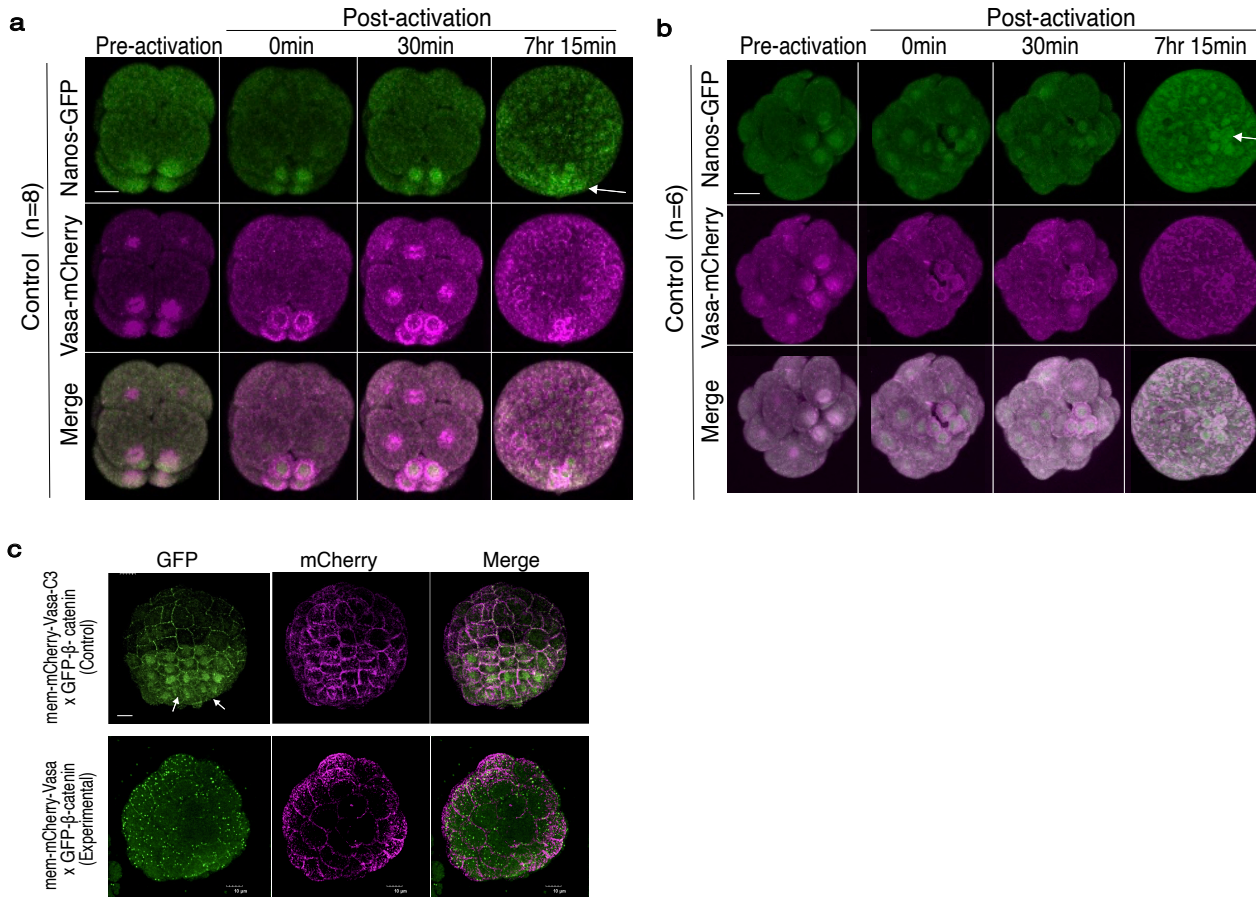 a
Post-activation
Pre-activation 0min 30min 7hr 15min
Control (n=8)
Nanos-GFP
Vasa-mCherry
Merge
b
Post-activation
Pre-activation 0min 30min 7hr 15min
Control (n=6)
Nanos-GFP
Vasa-mCherry
Merge
c
GFP mCherry Merge
mem-mCherry-Vasa-C3
x GFP-β- catenin
(Control)
mem-mCherry-Vasa
x GFP-β-catenin
(Experimental)
10 μm
10 μm
10 μm